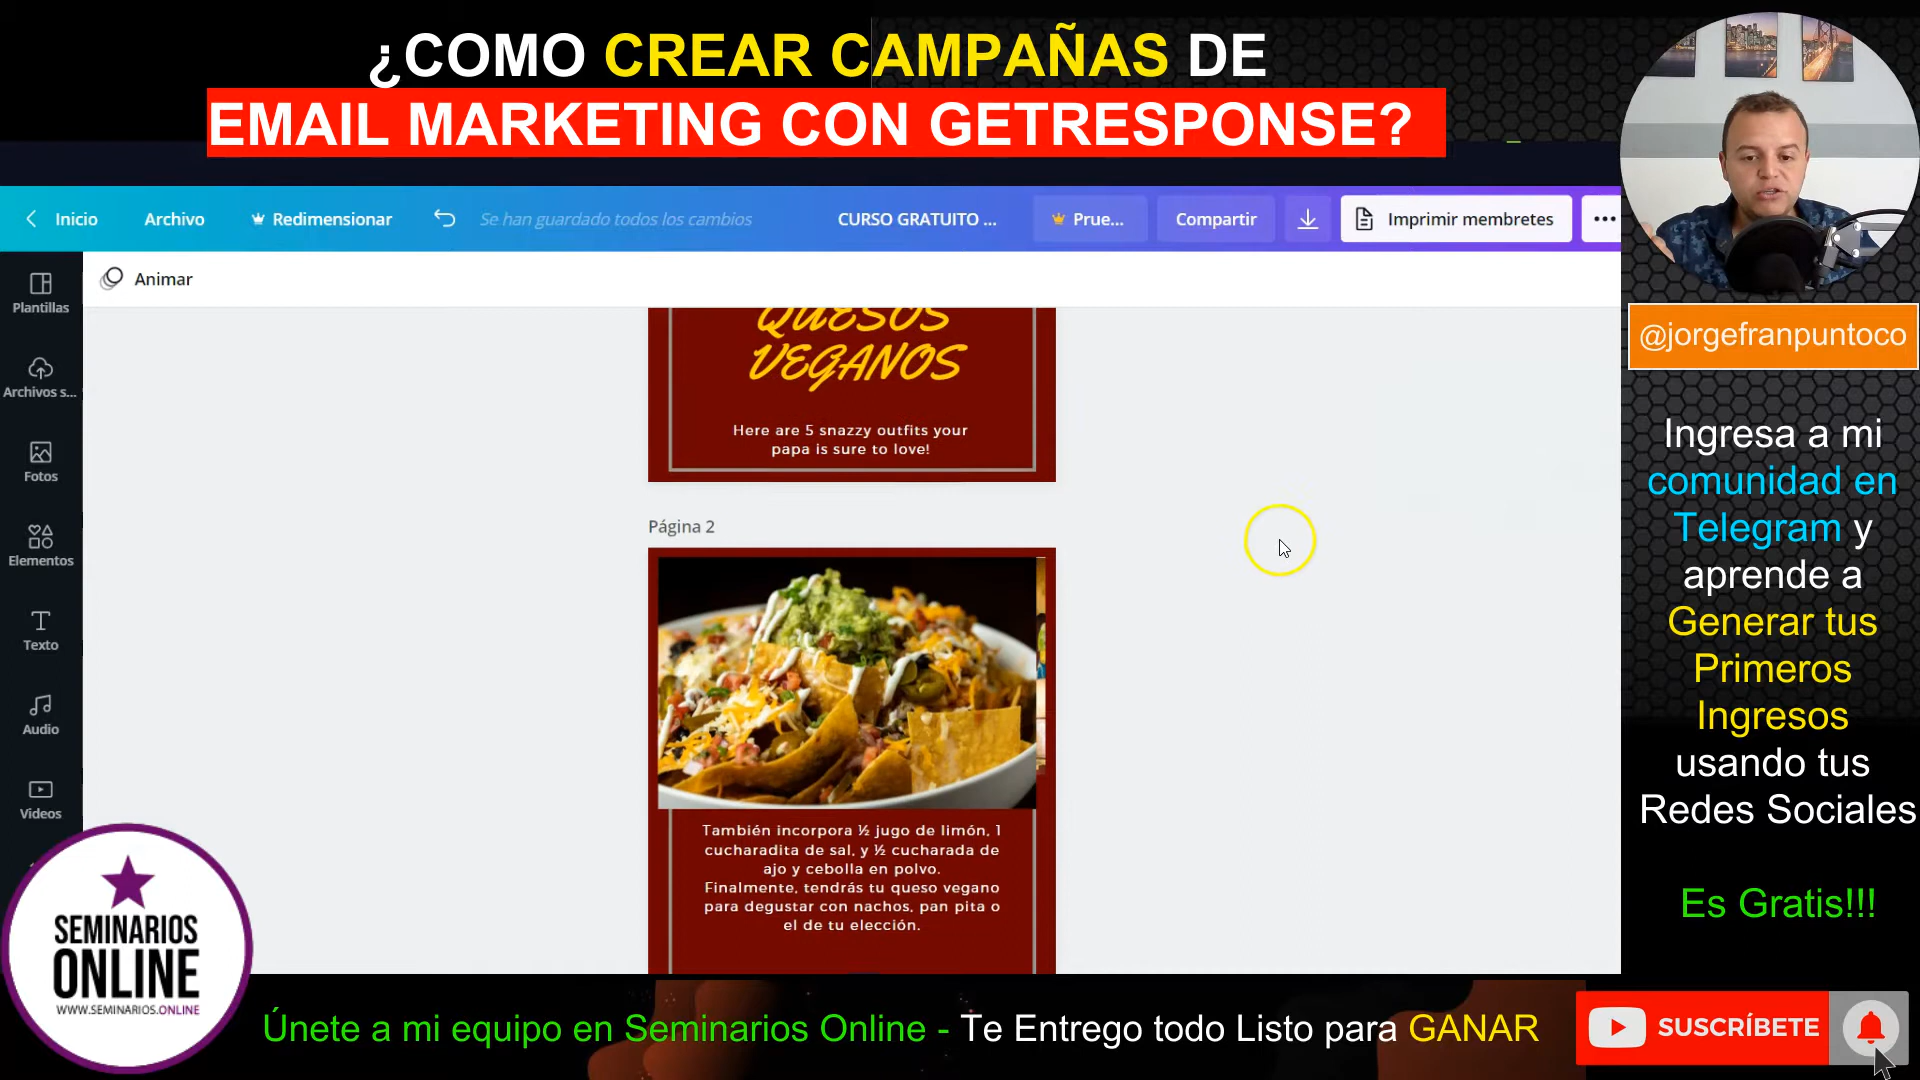 ¿COMO CREAR CAMPAÑAS DE
EMAIL MARKETING CON GETRESPONSE?
Inicio
Archivo
Redimensionar
Se han guardado todos los cambios
CURSO GRATUITO ...
Prue...
Compartir
Imprimir membretes
Animar
Plantillas
Archivos s...
Fotos
Elementos
Texto
Audio
Videos
QUESOS
VEGANOS
Here are 5 snazzy outfits your
papa is sure to love!
Página 2
También incorpora ½ jugo de limón, 1
cucharadita de sal, y ½ cucharada de
ajo y cebolla en polvo.
Finalmente, tendrás tu queso vegano
para degustar con nachos, pan pita o
el de tu elección.
@jorgefranpuntoco
Ingresa a mi
comunidad en
Telegram y
aprende a
Generar tus
Primeros
Ingresos
usando tus
Redes Sociales
Es Gratis!!!
SEMINARIOS
ONLINE
WWW.SEMINARIOS.ONLINE
Únete a mi equipo en Seminarios Online - Te Entrego todo Listo para GANAR
SUSCRÍBETE